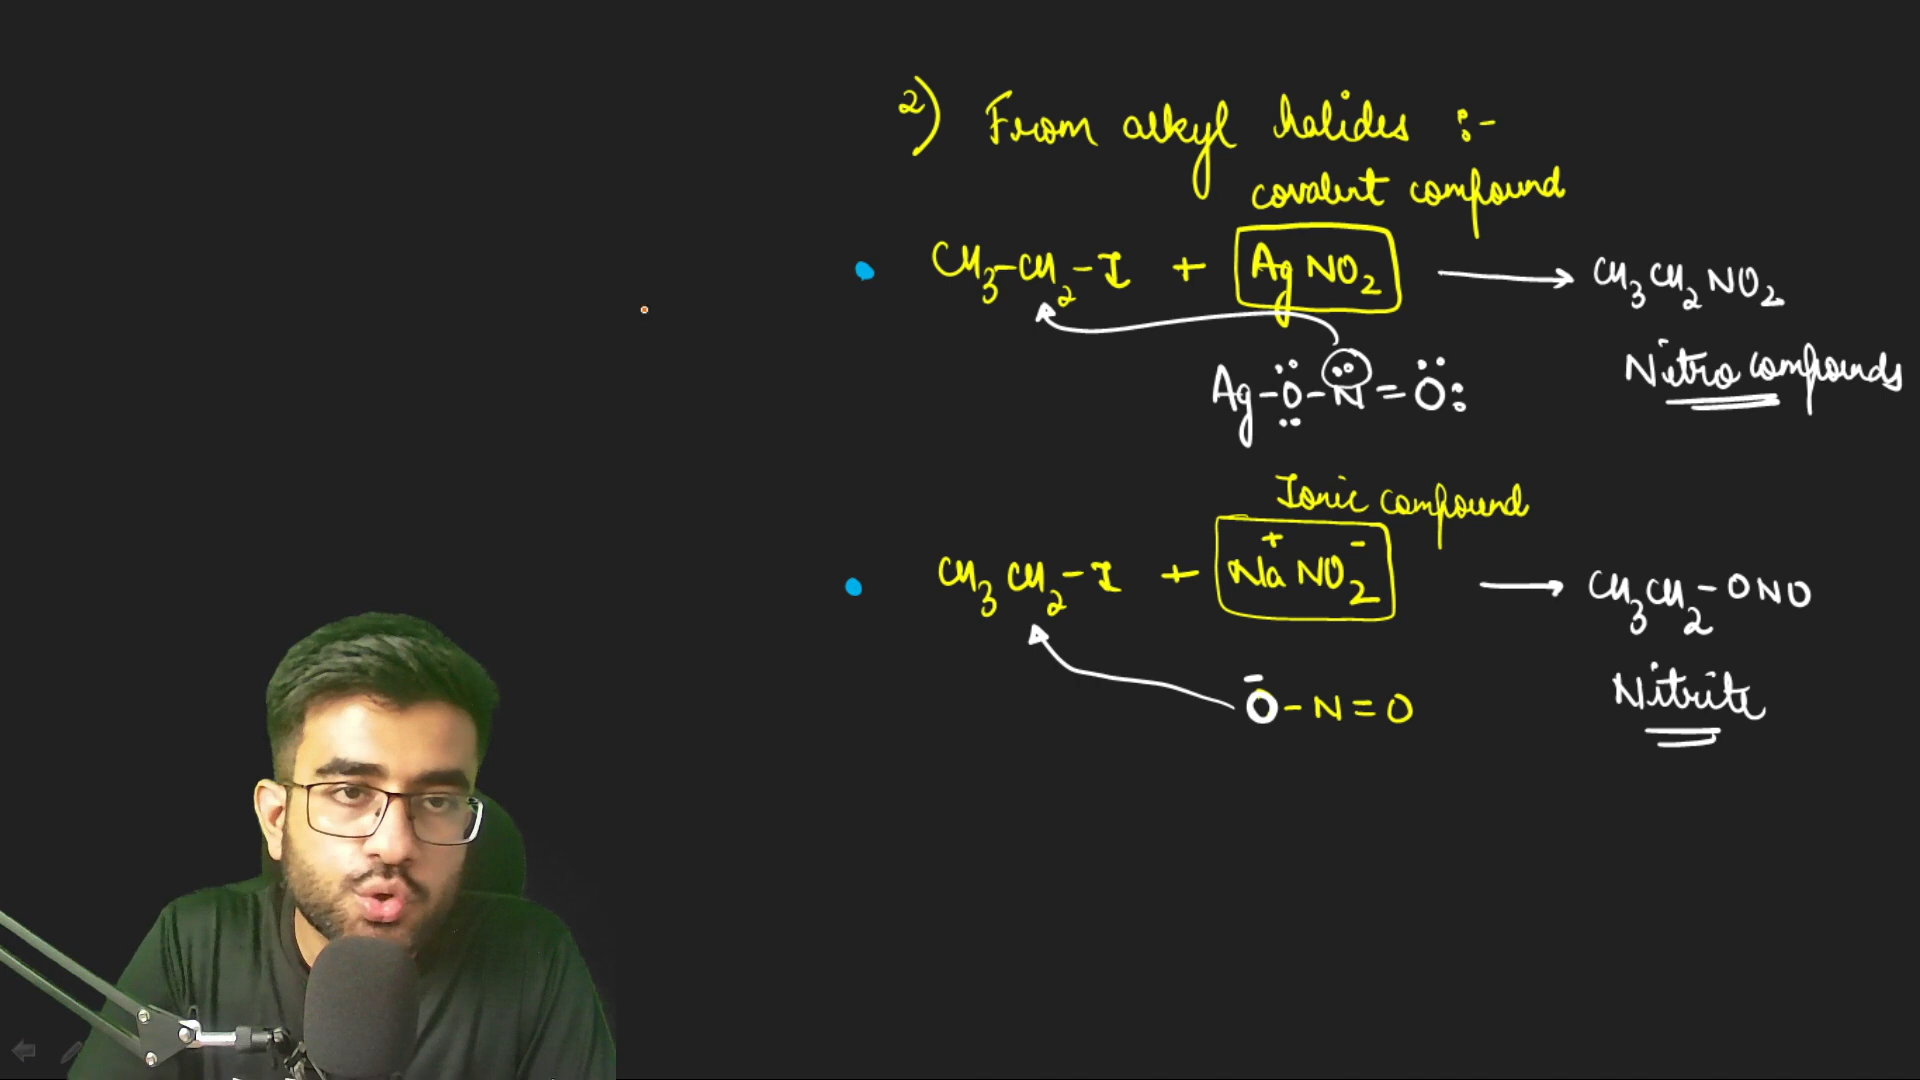 2) From alkyl halides :-
covalent compound
CH3-CH2-I + AgNO2 → CH3CH2NO2
Nitro compounds
Ag-O-N=O
Ionic compound
CH3CH2-I + Na+NO2- → CH3CH2-ONO
Nitrite
-O-N=O